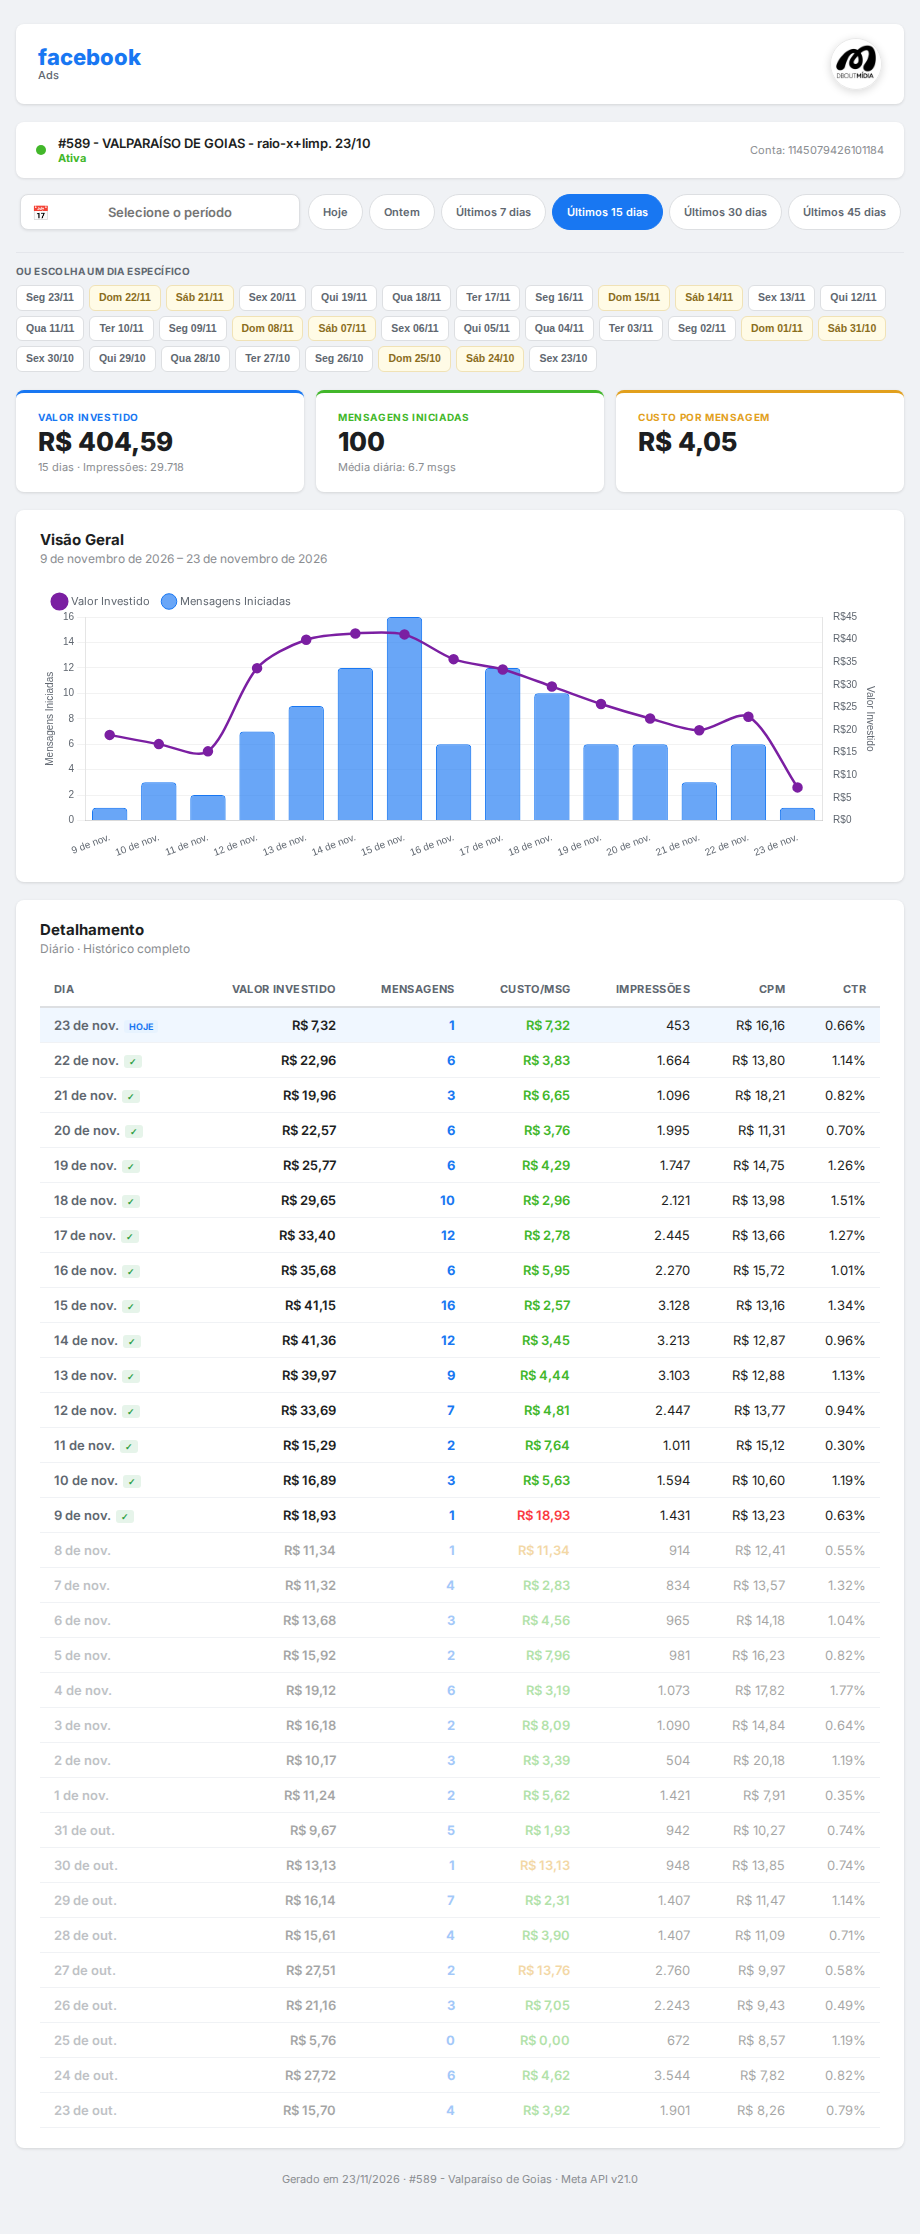 facebook
Ads
DBOUTMÍDIA
#589 - VALPARAÍSO DE GOIAS - raio-x+limp. 23/10
Ativa
Conta: 1145079426101184
📅 Selecione o período Hoje Ontem Últimos 7 dias Últimos 15 dias Últimos 30 dias Últimos 45 dias
OU ESCOLHA UM DIA ESPECÍFICO
Seg 23/11 Dom 22/11 Sáb 21/11 Sex 20/11 Qui 19/11 Qua 18/11 Ter 17/11 Seg 16/11 Dom 15/11 Sáb 14/11 Sex 13/11 Qui 12/11
Qua 11/11 Ter 10/11 Seg 09/11 Dom 08/11 Sáb 07/11 Sex 06/11 Qui 05/11 Qua 04/11 Ter 03/11 Seg 02/11 Dom 01/11 Sáb 31/10
Sex 30/10 Qui 29/10 Qua 28/10 Ter 27/10 Seg 26/10 Dom 25/10 Sáb 24/10 Sex 23/10
VALOR INVESTIDO
R$ 404,59
15 dias · Impressões: 29.718
MENSAGENS INICIADAS
100
Média diária: 6.7 msgs
CUSTO POR MENSAGEM
R$ 4,05
Visão Geral
9 de novembro de 2026 – 23 de novembro de 2026
Valor Investido Mensagens Iniciadas
Mensagens Iniciadas
16
14
12
10
8
6
4
2
0
R$45
R$40
R$35
R$30
R$25
R$20
R$15
R$10
R$5
R$0
Valor Investido
9 de nov. 10 de nov. 11 de nov. 12 de nov. 13 de nov. 14 de nov. 15 de nov. 16 de nov. 17 de nov. 18 de nov. 19 de nov. 20 de nov. 21 de nov. 22 de nov. 23 de nov.
Detalhamento
Diário · Histórico completo
DIA VALOR INVESTIDO MENSAGENS CUSTO/MSG IMPRESSÕES CPM CTR
23 de nov. HOJE R$ 7,32 1 R$ 7,32 453 R$ 16,16 0.66%
22 de nov. ✓ R$ 22,96 6 R$ 3,83 1.664 R$ 13,80 1.14%
21 de nov. ✓ R$ 19,96 3 R$ 6,65 1.096 R$ 18,21 0.82%
20 de nov. ✓ R$ 22,57 6 R$ 3,76 1.995 R$ 11,31 0.70%
19 de nov. ✓ R$ 25,77 6 R$ 4,29 1.747 R$ 14,75 1.26%
18 de nov. ✓ R$ 29,65 10 R$ 2,96 2.121 R$ 13,98 1.51%
17 de nov. ✓ R$ 33,40 12 R$ 2,78 2.445 R$ 13,66 1.27%
16 de nov. ✓ R$ 35,68 6 R$ 5,95 2.270 R$ 15,72 1.01%
15 de nov. ✓ R$ 41,15 16 R$ 2,57 3.128 R$ 13,16 1.34%
14 de nov. ✓ R$ 41,36 12 R$ 3,45 3.213 R$ 12,87 0.96%
13 de nov. ✓ R$ 39,97 9 R$ 4,44 3.103 R$ 12,88 1.13%
12 de nov. ✓ R$ 33,69 7 R$ 4,81 2.447 R$ 13,77 0.94%
11 de nov. ✓ R$ 15,29 2 R$ 7,64 1.011 R$ 15,12 0.30%
10 de nov. ✓ R$ 16,89 3 R$ 5,63 1.594 R$ 10,60 1.19%
9 de nov. ✓ R$ 18,93 1 R$ 18,93 1.431 R$ 13,23 0.63%
8 de nov. R$ 11,34 1 R$ 11,34 914 R$ 12,41 0.55%
7 de nov. R$ 11,32 4 R$ 2,83 834 R$ 13,57 1.32%
6 de nov. R$ 13,68 3 R$ 4,56 965 R$ 14,18 1.04%
5 de nov. R$ 15,92 2 R$ 7,96 981 R$ 16,23 0.82%
4 de nov. R$ 19,12 6 R$ 3,19 1.073 R$ 17,82 1.77%
3 de nov. R$ 16,18 2 R$ 8,09 1.090 R$ 14,84 0.64%
2 de nov. R$ 10,17 3 R$ 3,39 504 R$ 20,18 1.19%
1 de nov. R$ 11,24 2 R$ 5,62 1.421 R$ 7,91 0.35%
31 de out. R$ 9,67 5 R$ 1,93 942 R$ 10,27 0.74%
30 de out. R$ 13,13 1 R$ 13,13 948 R$ 13,85 0.74%
29 de out. R$ 16,14 7 R$ 2,31 1.407 R$ 11,47 1.14%
28 de out. R$ 15,61 4 R$ 3,90 1.407 R$ 11,09 0.71%
27 de out. R$ 27,51 2 R$ 13,76 2.760 R$ 9,97 0.58%
26 de out. R$ 21,16 3 R$ 7,05 2.243 R$ 9,43 0.49%
25 de out. R$ 5,76 0 R$ 0,00 672 R$ 8,57 1.19%
24 de out. R$ 27,72 6 R$ 4,62 3.544 R$ 7,82 0.82%
23 de out. R$ 15,70 4 R$ 3,92 1.901 R$ 8,26 0.79%
Gerado em 23/11/2026 · #589 - Valparaíso de Goias · Meta API v21.0